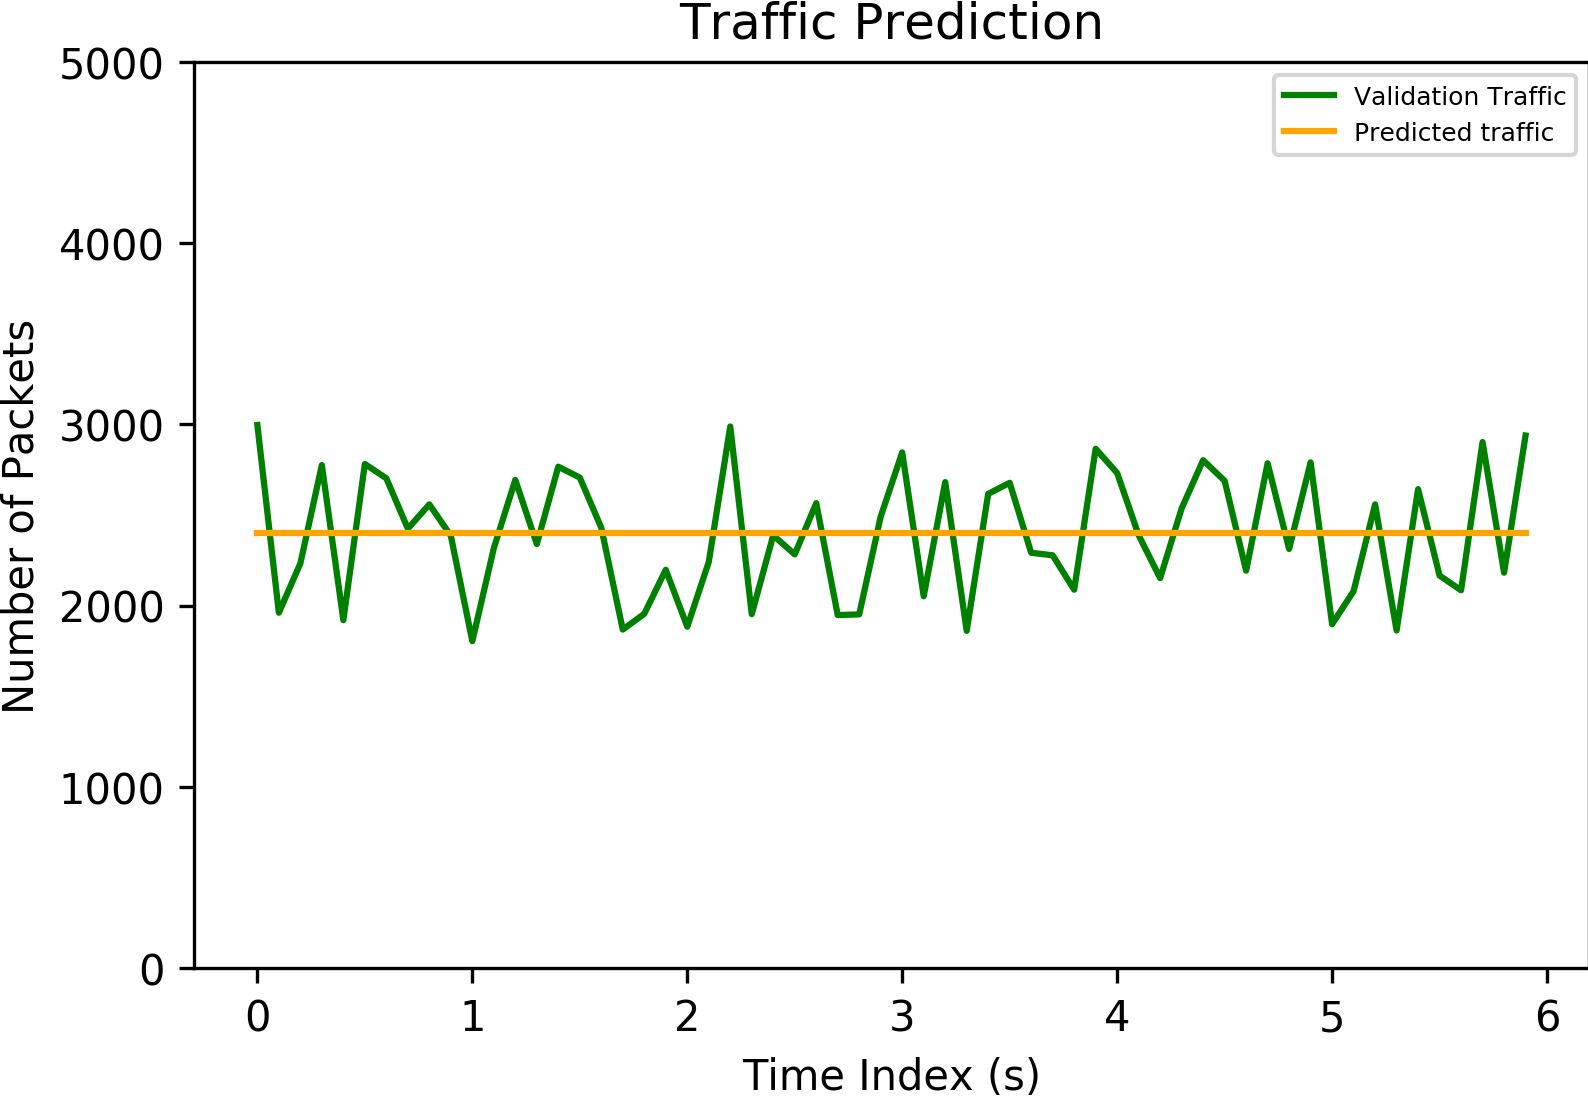 Traffic Prediction
Validation Traffic
Predicted traffic
Number of Packets
5000
4000
3000
2000
1000
0
0 1 2 3 4 5 6
Time Index (s)